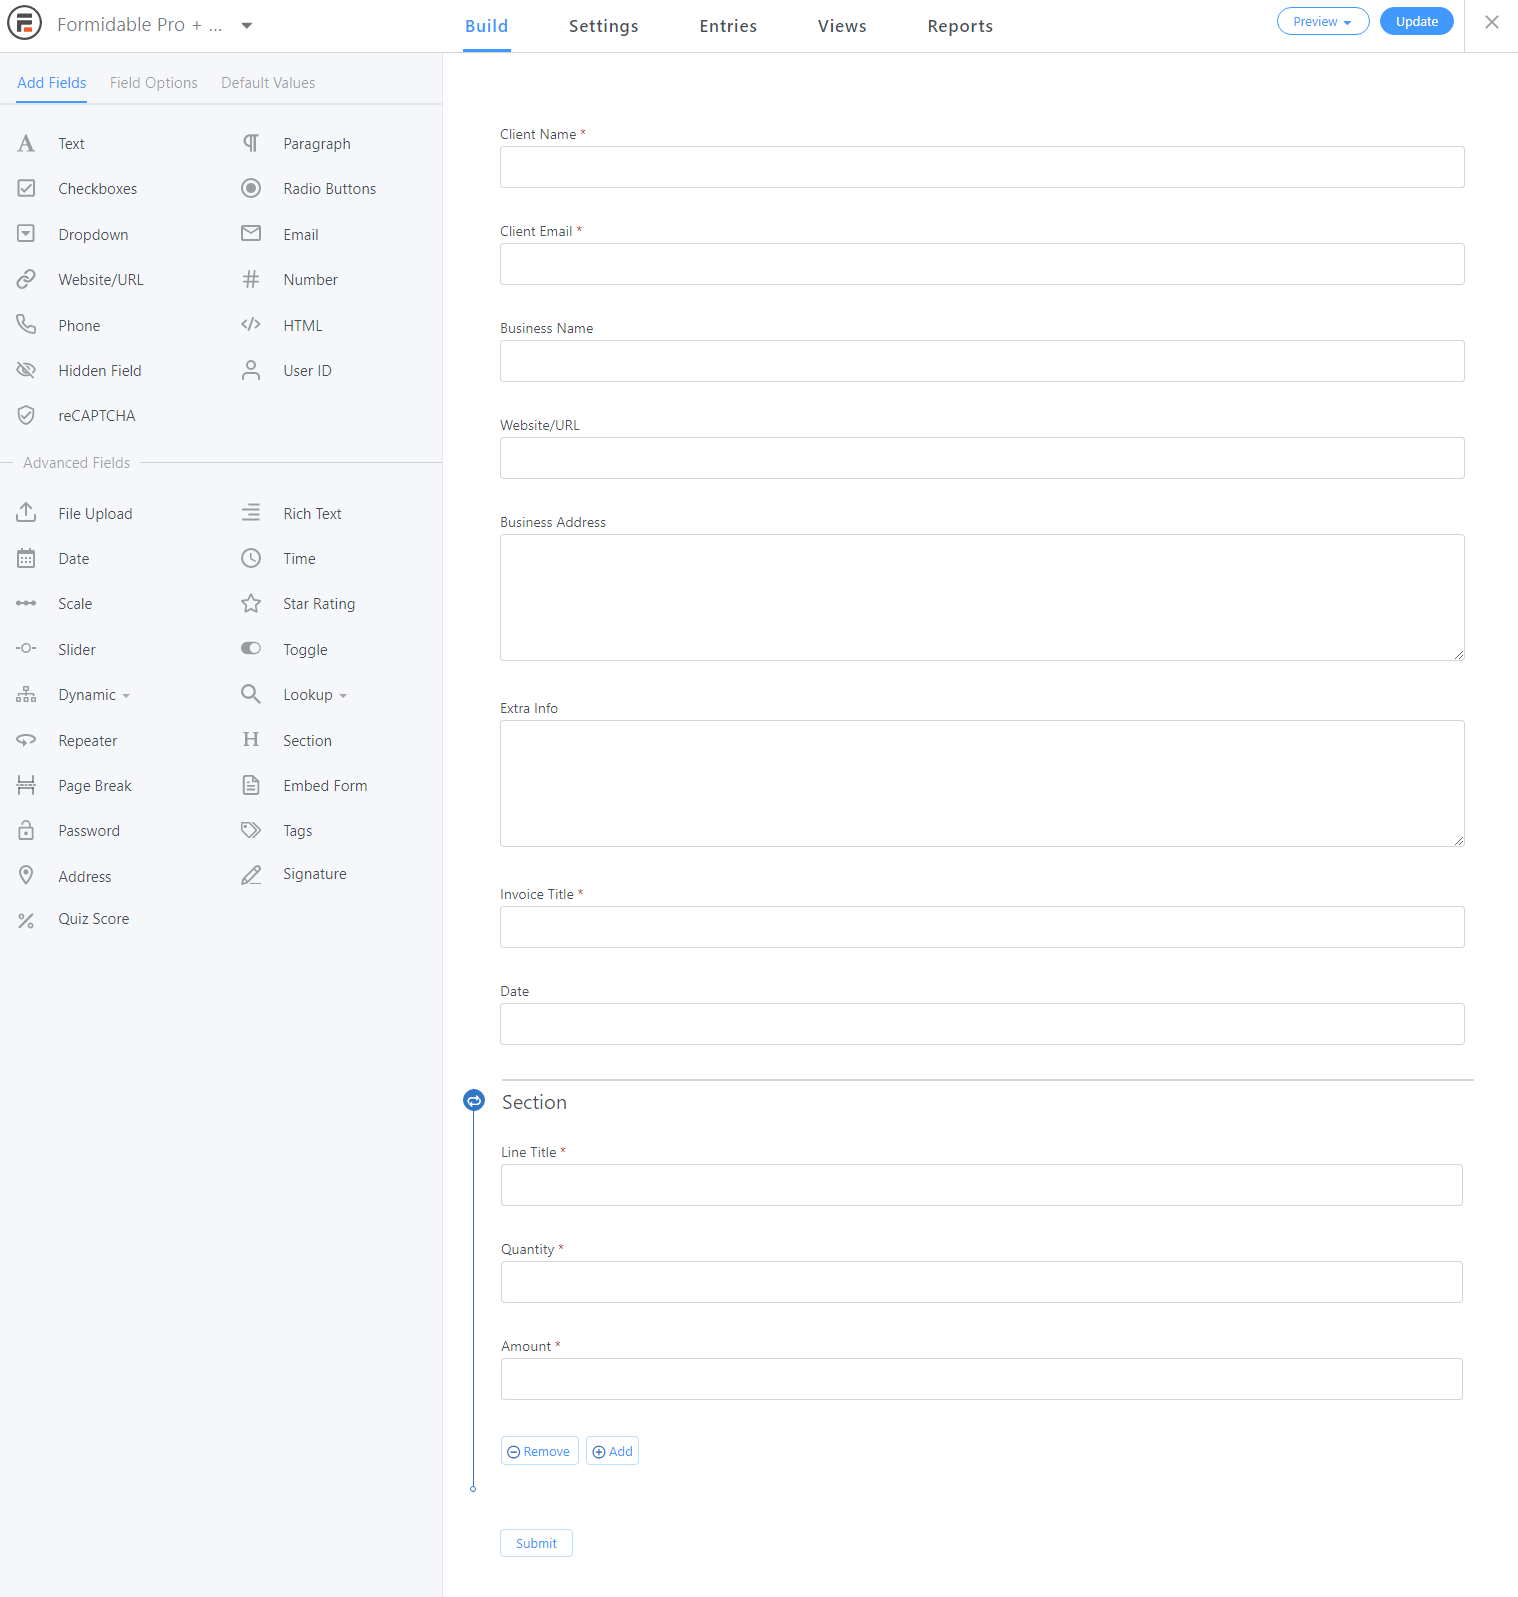 Formidable Pro + ...
Build Settings Entries Views Reports
Preview Update
Add Fields Field Options Default Values
Text Paragraph
Checkboxes Radio Buttons
Dropdown Email
Website/URL Number
Phone HTML
Hidden Field User ID
reCAPTCHA
Advanced Fields
File Upload Rich Text
Date Time
Scale Star Rating
Slider Toggle
Dynamic Lookup
Repeater Section
Page Break Embed Form
Password Tags
Address Signature
Quiz Score
Client Name *
Client Email *
Business Name
Website/URL
Business Address
Extra Info
Invoice Title *
Date
Section
Line Title *
Quantity *
Amount *
Remove Add
Submit